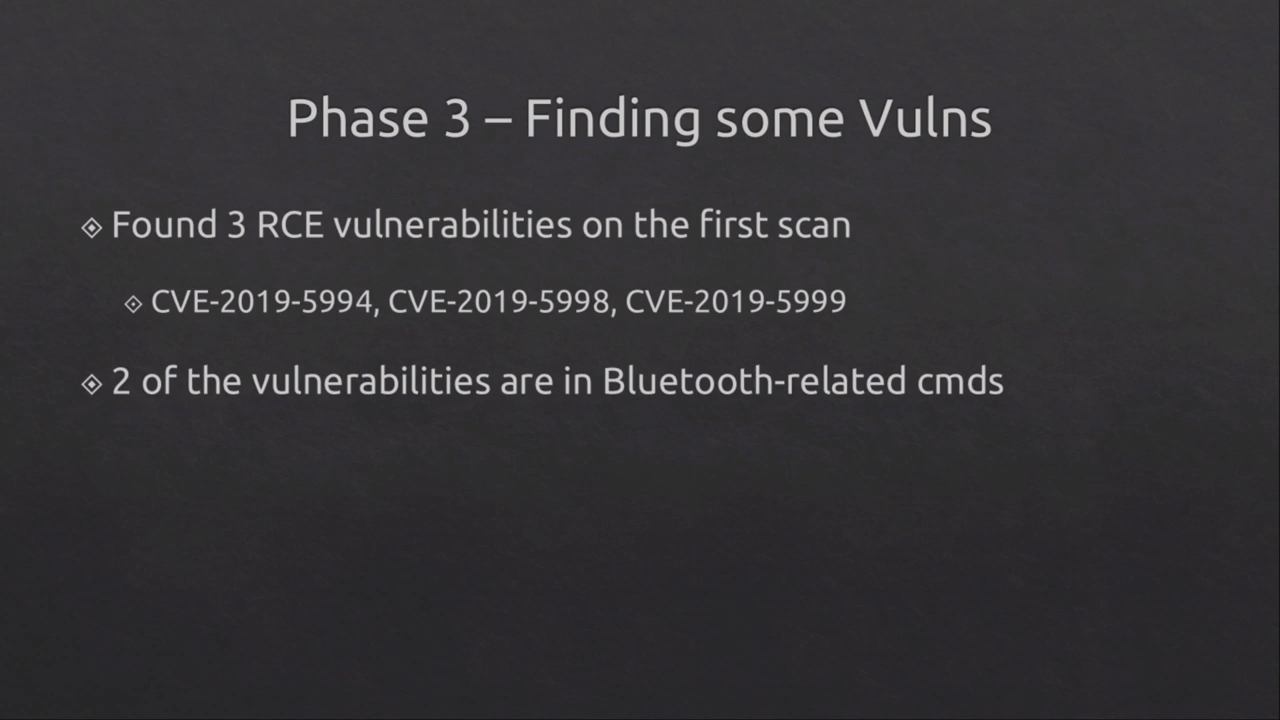 Phase 3 – Finding some Vulns
Found 3 RCE vulnerabilities on the first scan
CVE-2019-5994, CVE-2019-5998, CVE-2019-5999
2 of the vulnerabilities are in Bluetooth-related cmds